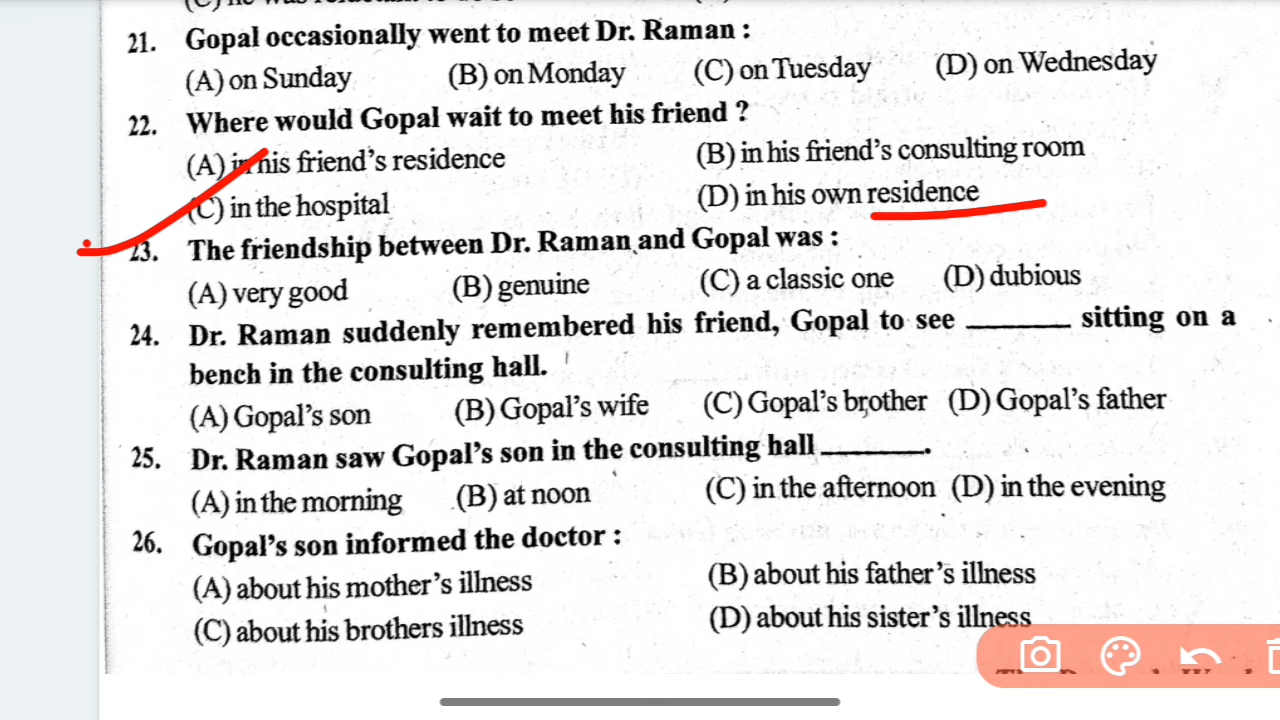 21. Gopal occasionally went to meet Dr. Raman :
(A) on Sunday (B) on Monday (C) on Tuesday (D) on Wednesday
22. Where would Gopal wait to meet his friend ?
(A) in his friend's residence (B) in his friend's consulting room
(C) in the hospital (D) in his own residence
23. The friendship between Dr. Raman and Gopal was :
(A) very good (B) genuine (C) a classic one (D) dubious
24. Dr. Raman suddenly remembered his friend, Gopal to see ______ sitting on a
bench in the consulting hall.
(A) Gopal's son (B) Gopal's wife (C) Gopal's brother (D) Gopal's father
25. Dr. Raman saw Gopal's son in the consulting hall ______.
(A) in the morning (B) at noon (C) in the afternoon (D) in the evening
26. Gopal's son informed the doctor :
(A) about his mother's illness (B) about his father's illness
(C) about his brothers illness (D) about his sister's illness